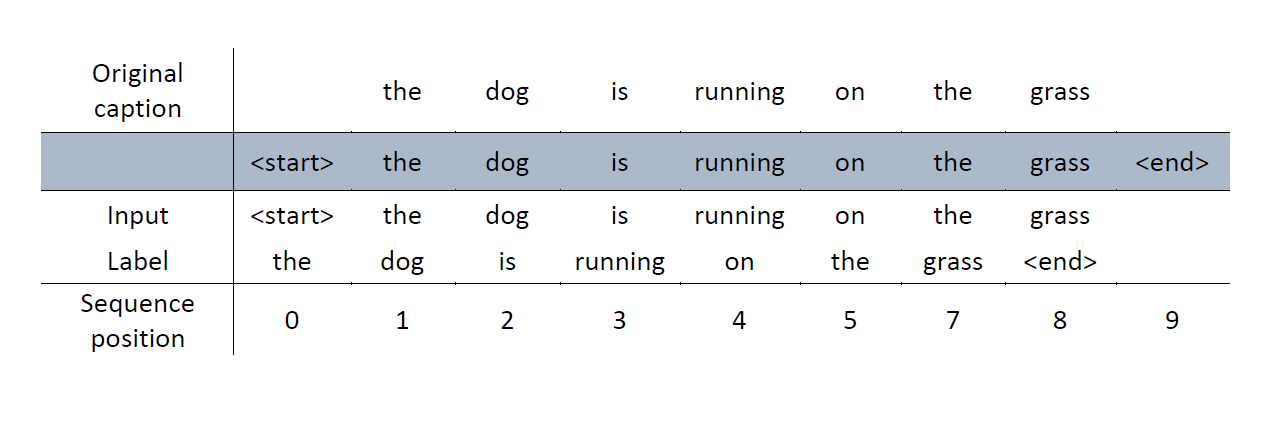 Original caption the dog is running on the grass
<start> the dog is running on the grass <end>
Input <start> the dog is running on the grass
Label the dog is running on the grass <end>
Sequence position 0 1 2 3 4 5 7 8 9